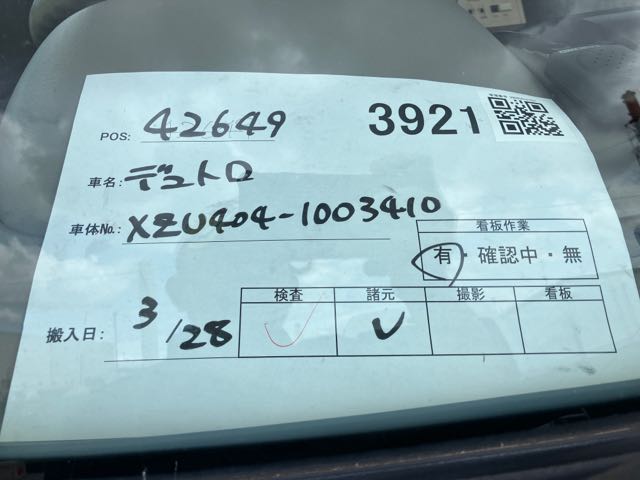 POS: 42649 3921
車名: デュトロ
車体No.: XZU404-1003410
看板作業
有・確認中・無
検査 諸元 撮影 看板
搬入日: 3/28 ✓ ✓